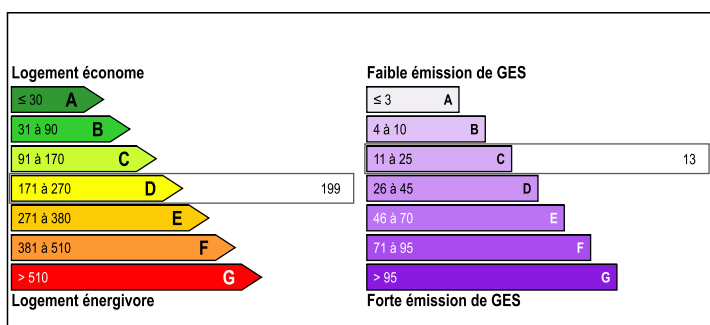 Logement économe
≤ 30 A
31 à 90 B
91 à 170 C
171 à 270 D 199
271 à 380 E
381 à 510 F
> 510 G
Logement énergivore
Faible émission de GES
≤ 3 A
4 à 10 B
11 à 25 C 13
26 à 45 D
46 à 70 E
71 à 95 F
> 95 G
Forte émission de GES